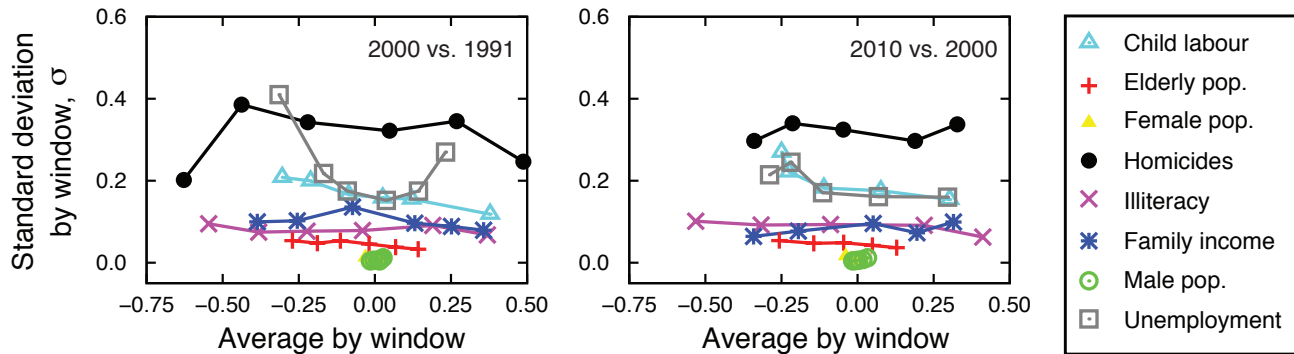 Standard deviation
by window, σ
0.6
0.4
0.2
0.0
2000 vs. 1991
−0.75 −0.50 −0.25 0.00 0.25 0.50
Average by window
0.6
0.4
0.2
0.0
2010 vs. 2000
−0.75 −0.50 −0.25 0.00 0.25 0.50
Average by window
Child labour
Elderly pop.
Female pop.
Homicides
Illiteracy
Family income
Male pop.
Unemployment